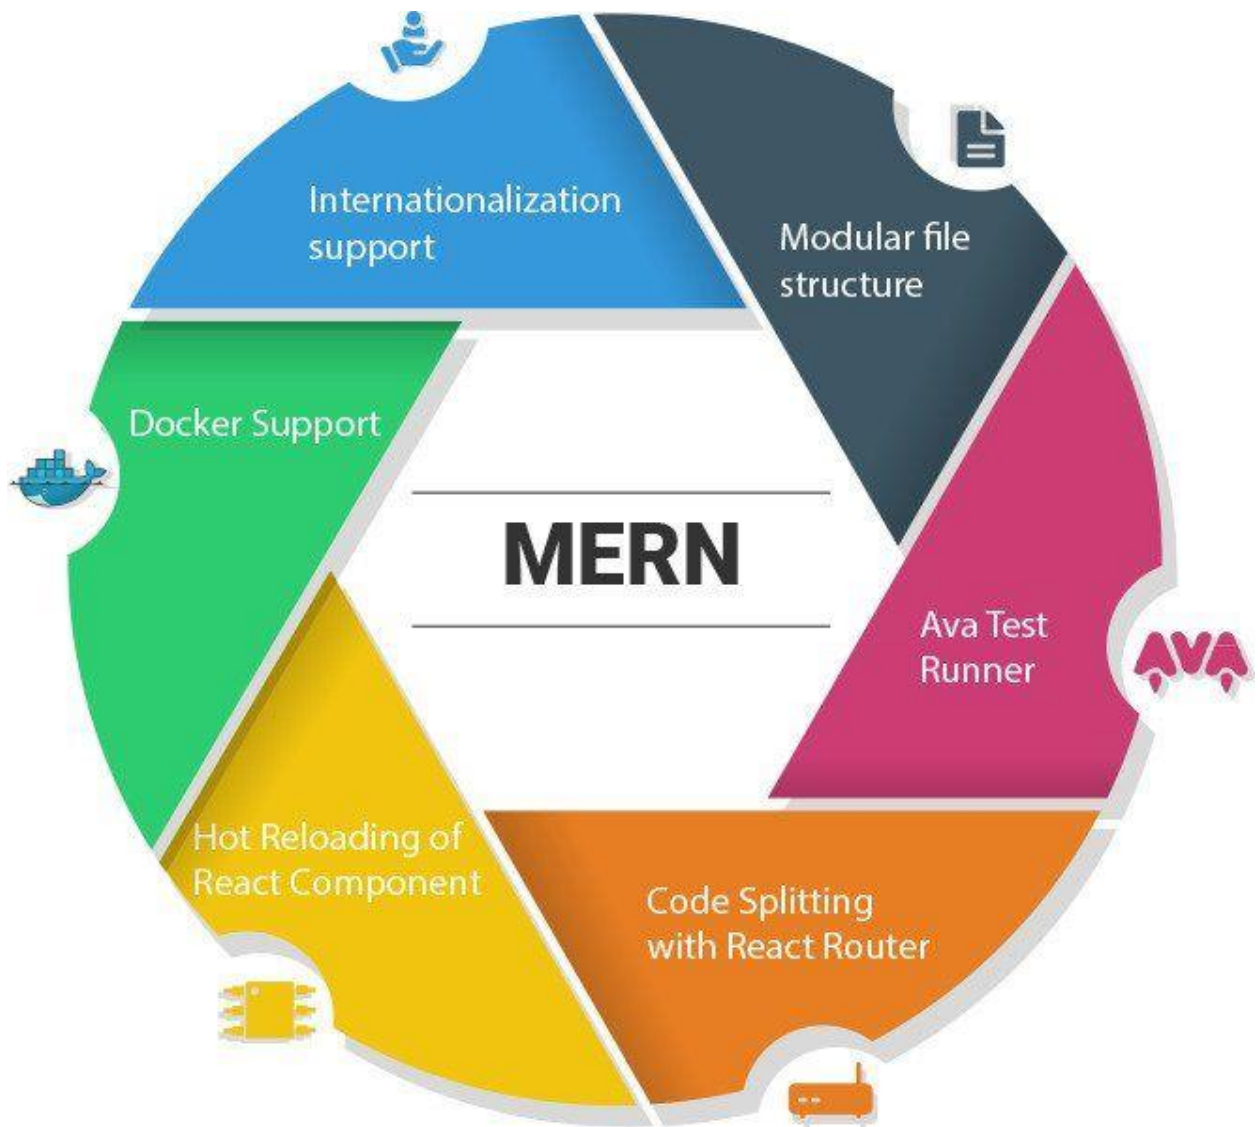 Internationalization
support
Modular file
structure
Docker Support
MERN
Ava Test
Runner
AVA
Hot Reloading of
React Component
Code Splitting
with React Router